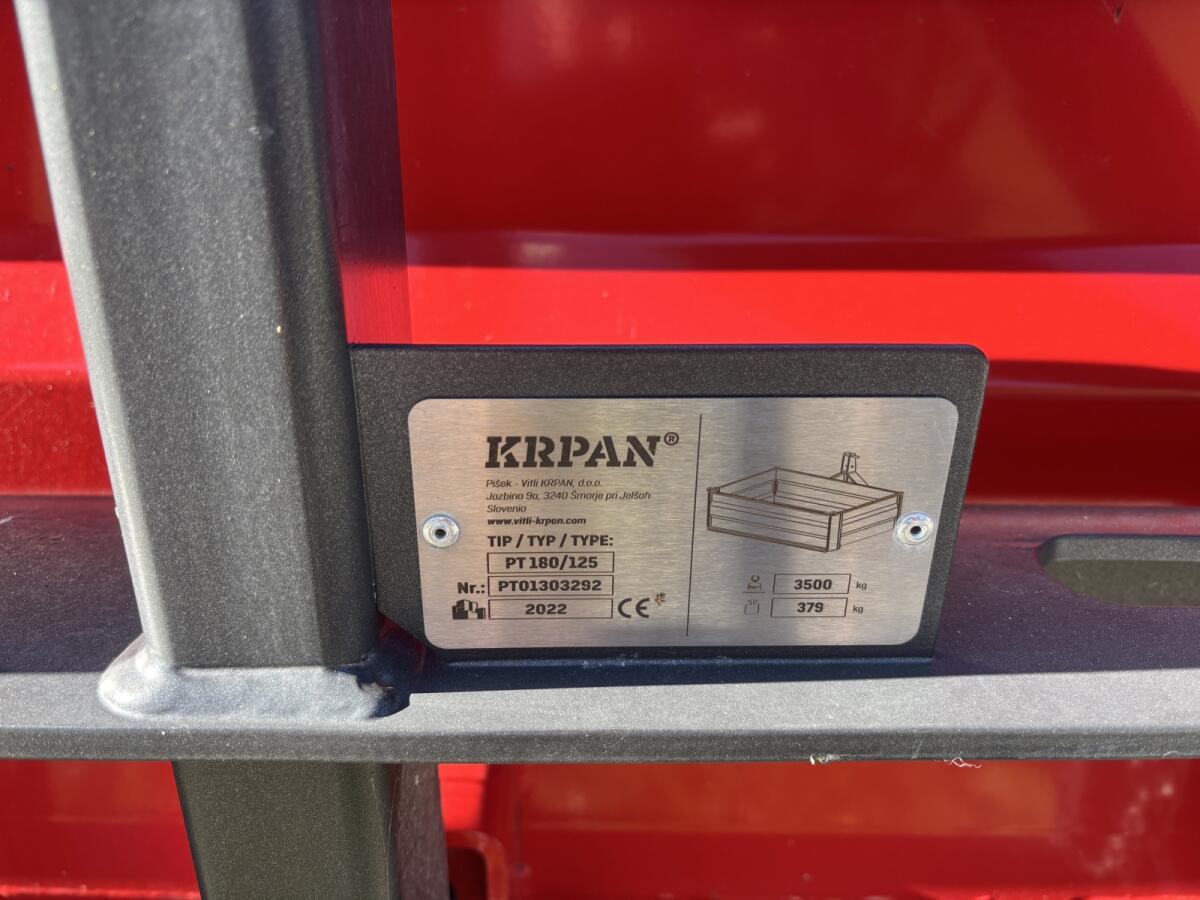 KRPAN®
Pišek - Vitli KRPAN, d.o.o.
Jazbina 9a, 3240 Šmarje pri Jelšah
Slovenia
www.vitli-krpan.com
TIP / TYP / TYPE:
PT 180/125
Nr.: PT01303292
2022 CE
3500 kg
379 kg